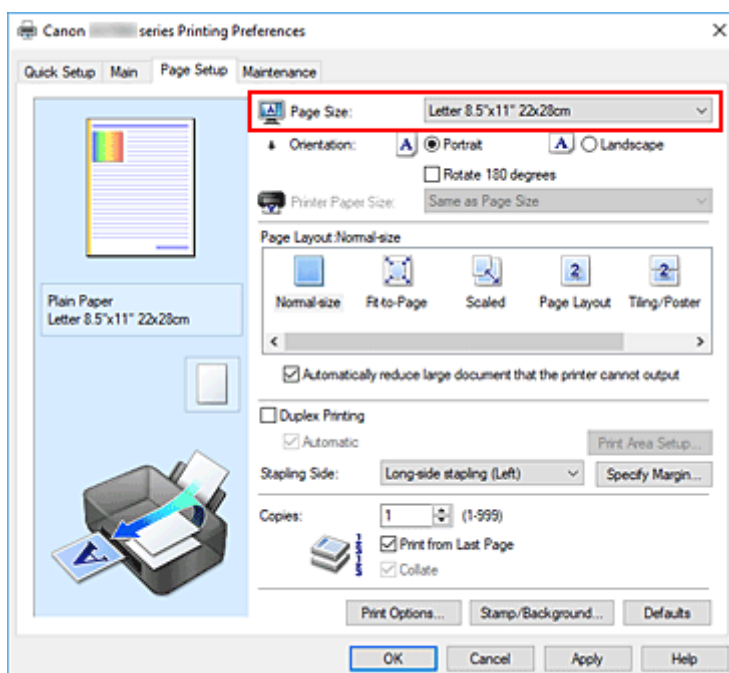 Canon series Printing Preferences
Quick Setup Main Page Setup Maintenance
Page Size: Letter 8.5"x11" 22x28cm
Orientation: A Portrait A Landscape
Rotate 180 degrees
Printer Paper Size: Same as Page Size
Page Layout:Normal-size
2 2
Normal-size Fit-to-Page Scaled Page Layout Tiling/Poster
Plain Paper
Letter 8.5"x11" 22x28cm
Automatically reduce large document that the printer cannot output
Duplex Printing
Automatic Print Area Setup...
Stapling Side: Long-side stapling (Left) Specify Margin...
Copies: 1 (1-999)
Print from Last Page
Collate
A
Print Options... Stamp/Background... Defaults
OK Cancel Apply Help